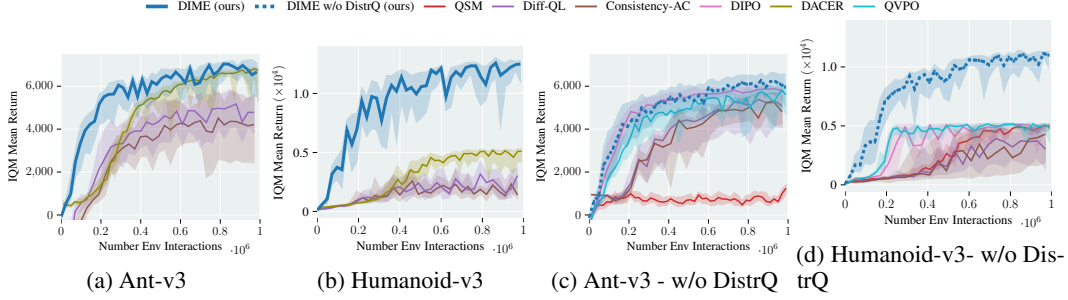 DIME (ours) DIME w/o DistrQ (ours) QSM Diff-QL Consistency-AC DIPO DACER QVPO
IQM Mean Return
6,000
4,000
2,000
0
0 0.2 0.4 0.6 0.8 1
Number Env Interactions ·10⁶
(a) Ant-v3
IQM Mean Return (×10⁴)
1.0
0.5
0
0 0.2 0.4 0.6 0.8 1
Number Env Interactions ·10⁶
(b) Humanoid-v3
IQM Mean Return
6,000
4,000
2,000
0
0 0.2 0.4 0.6 0.8 1
Number Env Interactions ·10⁶
(c) Ant-v3 - w/o DistrQ
IQM Mean Return (×10⁴)
1.0
0.5
0.0
0 0.2 0.4 0.6 0.8 1
Number Env Interactions ·10⁶
(d) Humanoid-v3- w/o Dis-
trQ